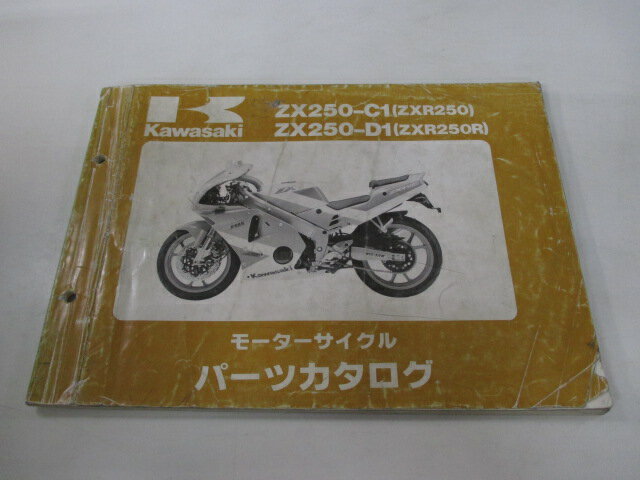 Kawasaki
ZX250-C1(ZXR250)
ZX250-D1(ZXR250R)
Kawasaki
モーターサイクル
パーツカタログ